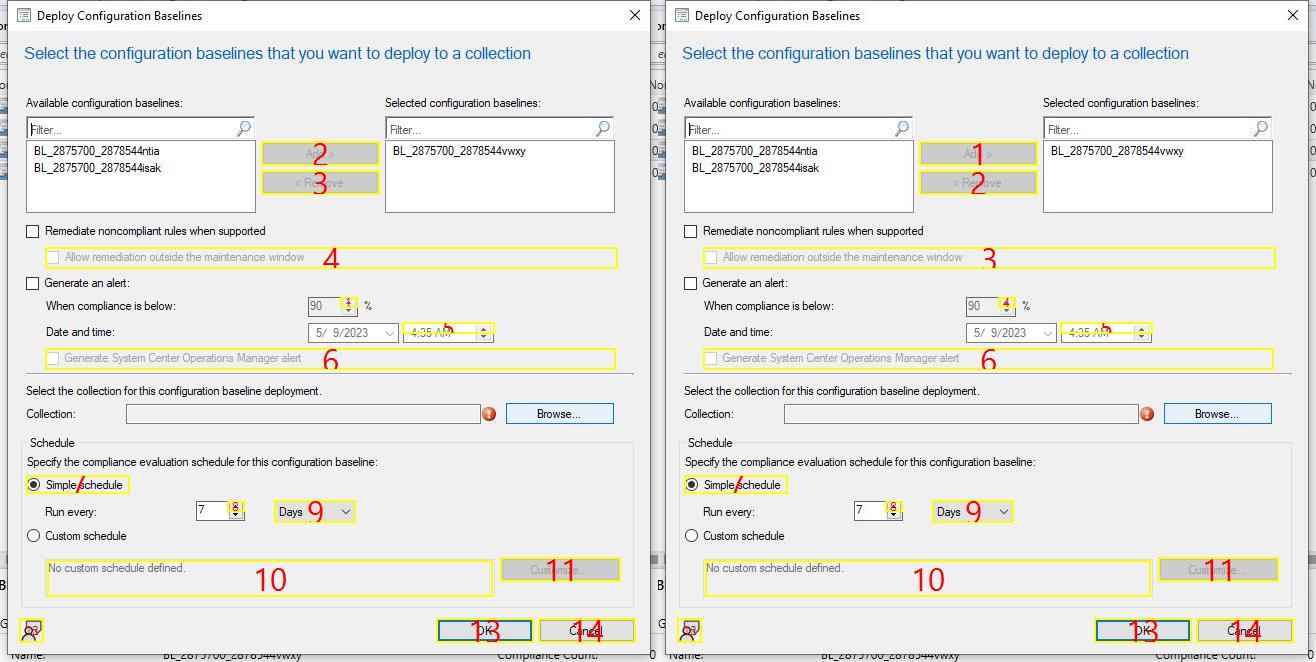 Deploy Configuration Baselines
Select the configuration baselines that you want to deploy to a collection
Available configuration baselines:
Selected configuration baselines:
Filter...
Filter...
BL_2875700_2878544ntia
BL_2875700_2878544isak
2
Add >
3
< Remove
BL_2875700_2878544vwxy
Remediate noncompliant rules when supported
Allow remediation outside the maintenance window
4
Generate an alert:
When compliance is below:
90
1
%
Date and time:
5/ 9/2023
4:35 AM
5
Generate System Center Operations Manager alert
6
Select the collection for this configuration baseline deployment.
Collection:
Browse...
Schedule
Specify the compliance evaluation schedule for this configuration baseline:
Simple schedule
7
Run every:
7
8
Days
9
Custom schedule
No custom schedule defined.
10
Customize...
11
OK
13
Cancel
14
Name:
BL_2875700_2878544vwxy
Compliance Count:
0
Deploy Configuration Baselines
Select the configuration baselines that you want to deploy to a collection
Available configuration baselines:
Selected configuration baselines:
Filter...
Filter...
BL_2875700_2878544ntia
BL_2875700_2878544isak
1
Add >
2
< Remove
BL_2875700_2878544vwxy
Remediate noncompliant rules when supported
Allow remediation outside the maintenance window
3
Generate an alert:
When compliance is below:
90
4
%
Date and time:
5/ 9/2023
4:35 AM
5
Generate System Center Operations Manager alert
6
Select the collection for this configuration baseline deployment.
Collection:
Browse...
Schedule
Specify the compliance evaluation schedule for this configuration baseline:
Simple schedule
7
Run every:
7
8
Days
9
Custom schedule
No custom schedule defined.
10
Customize...
11
OK
13
Cancel
14
Name:
BL_2875700_2878544vwxy
Compliance Count:
0